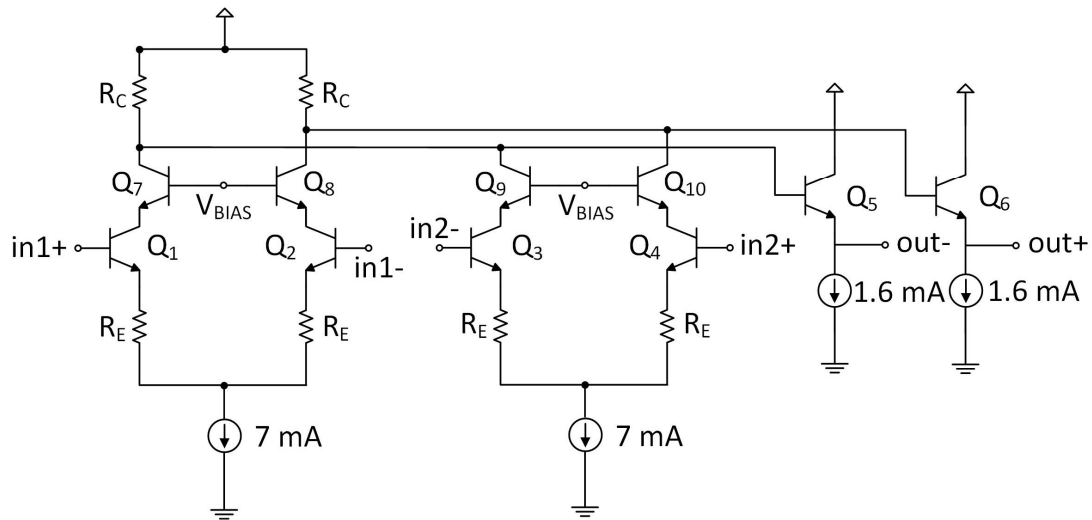 R_C R_C
Q_7 Q_8 Q_9 Q_10
V_BIAS V_BIAS Q_5 Q_6
in1+ Q_1 Q_2 in1- in2- Q_3 Q_4 in2+ out- out+
1.6 mA 1.6 mA
R_E R_E R_E R_E
7 mA 7 mA